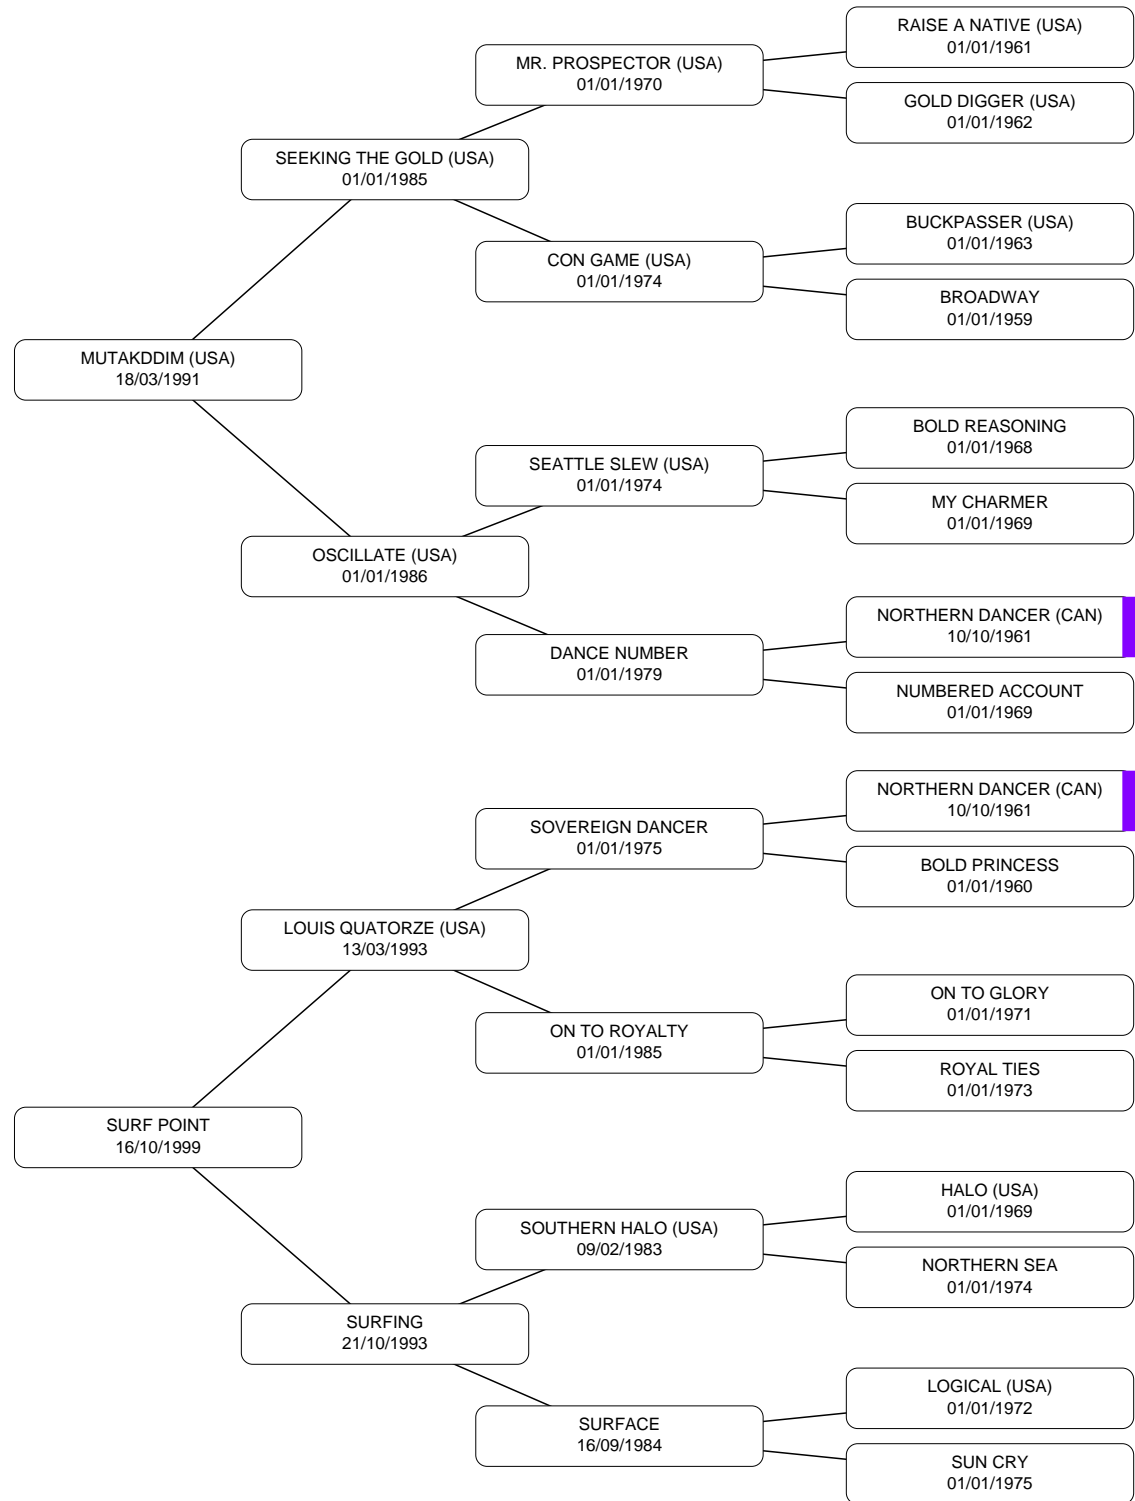 RAISE A NATIVE (USA)
01/01/1961
MR. PROSPECTOR (USA)
01/01/1970
GOLD DIGGER (USA)
01/01/1962
SEEKING THE GOLD (USA)
01/01/1985
BUCKPASSER (USA)
01/01/1963
CON GAME (USA)
01/01/1974
BROADWAY
01/01/1959
MUTAKDDIM (USA)
18/03/1991
BOLD REASONING
01/01/1968
SEATTLE SLEW (USA)
01/01/1974
MY CHARMER
01/01/1969
OSCILLATE (USA)
01/01/1986
NORTHERN DANCER (CAN)
10/10/1961
DANCE NUMBER
01/01/1979
NUMBERED ACCOUNT
01/01/1969
NORTHERN DANCER (CAN)
10/10/1961
SOVEREIGN DANCER
01/01/1975
BOLD PRINCESS
01/01/1960
LOUIS QUATORZE (USA)
13/03/1993
ON TO GLORY
01/01/1971
ON TO ROYALTY
01/01/1985
ROYAL TIES
01/01/1973
SURF POINT
16/10/1999
HALO (USA)
01/01/1969
SOUTHERN HALO (USA)
09/02/1983
NORTHERN SEA
01/01/1974
SURFING
21/10/1993
LOGICAL (USA)
01/01/1972
SURFACE
16/09/1984
SUN CRY
01/01/1975